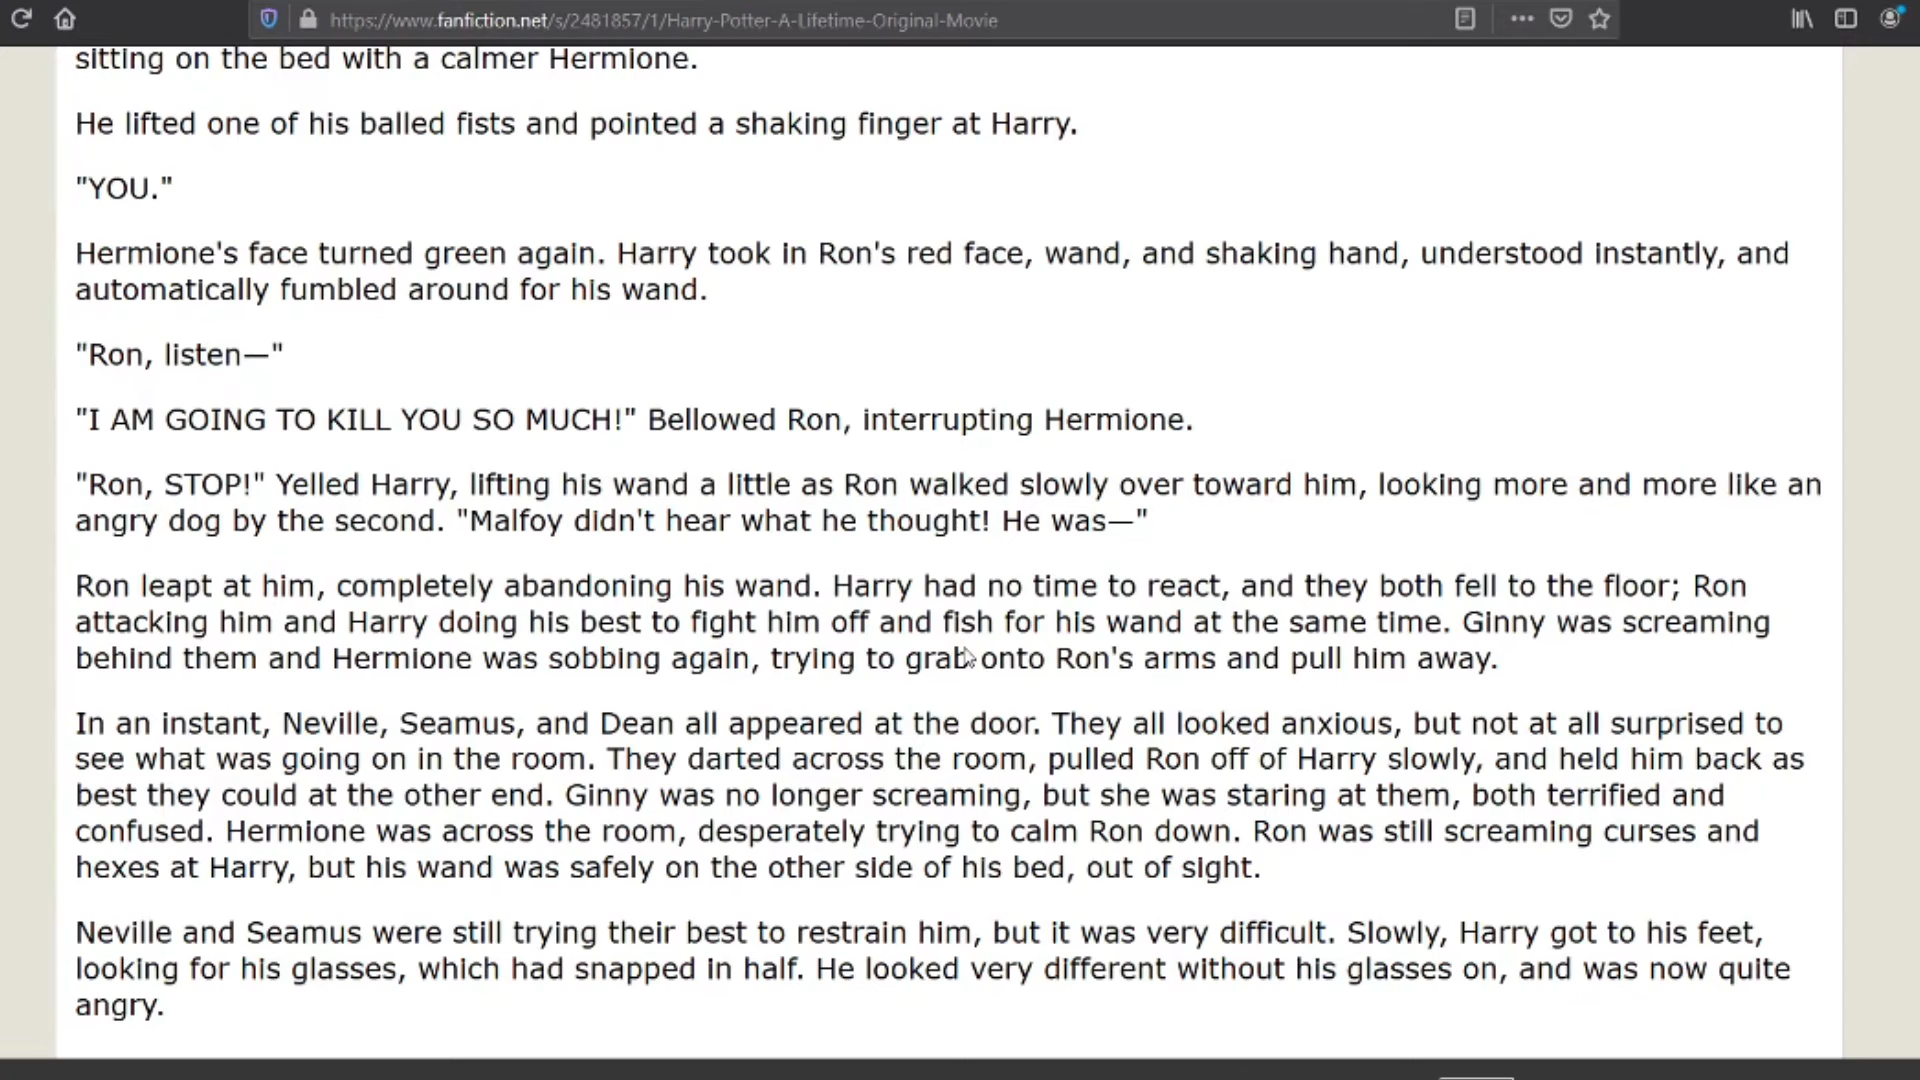 https://www.fanfiction.net/s/2481857/1/Harry-Potter-A-Lifetime-Original-Movie
sitting on the bed with a calmer Hermione.
He lifted one of his balled fists and pointed a shaking finger at Harry.
"YOU."
Hermione's face turned green again. Harry took in Ron's red face, wand, and shaking hand, understood instantly, and
automatically fumbled around for his wand.
"Ron, listen—"
"I AM GOING TO KILL YOU SO MUCH!" Bellowed Ron, interrupting Hermione.
"Ron, STOP!" Yelled Harry, lifting his wand a little as Ron walked slowly over toward him, looking more and more like an
angry dog by the second. "Malfoy didn't hear what he thought! He was—"
Ron leapt at him, completely abandoning his wand. Harry had no time to react, and they both fell to the floor; Ron
attacking him and Harry doing his best to fight him off and fish for his wand at the same time. Ginny was screaming
behind them and Hermione was sobbing again, trying to grab onto Ron's arms and pull him away.
In an instant, Neville, Seamus, and Dean all appeared at the door. They all looked anxious, but not at all surprised to
see what was going on in the room. They darted across the room, pulled Ron off of Harry slowly, and held him back as
best they could at the other end. Ginny was no longer screaming, but she was staring at them, both terrified and
confused. Hermione was across the room, desperately trying to calm Ron down. Ron was still screaming curses and
hexes at Harry, but his wand was safely on the other side of his bed, out of sight.
Neville and Seamus were still trying their best to restrain him, but it was very difficult. Slowly, Harry got to his feet,
looking for his glasses, which had snapped in half. He looked very different without his glasses on, and was now quite
angry.